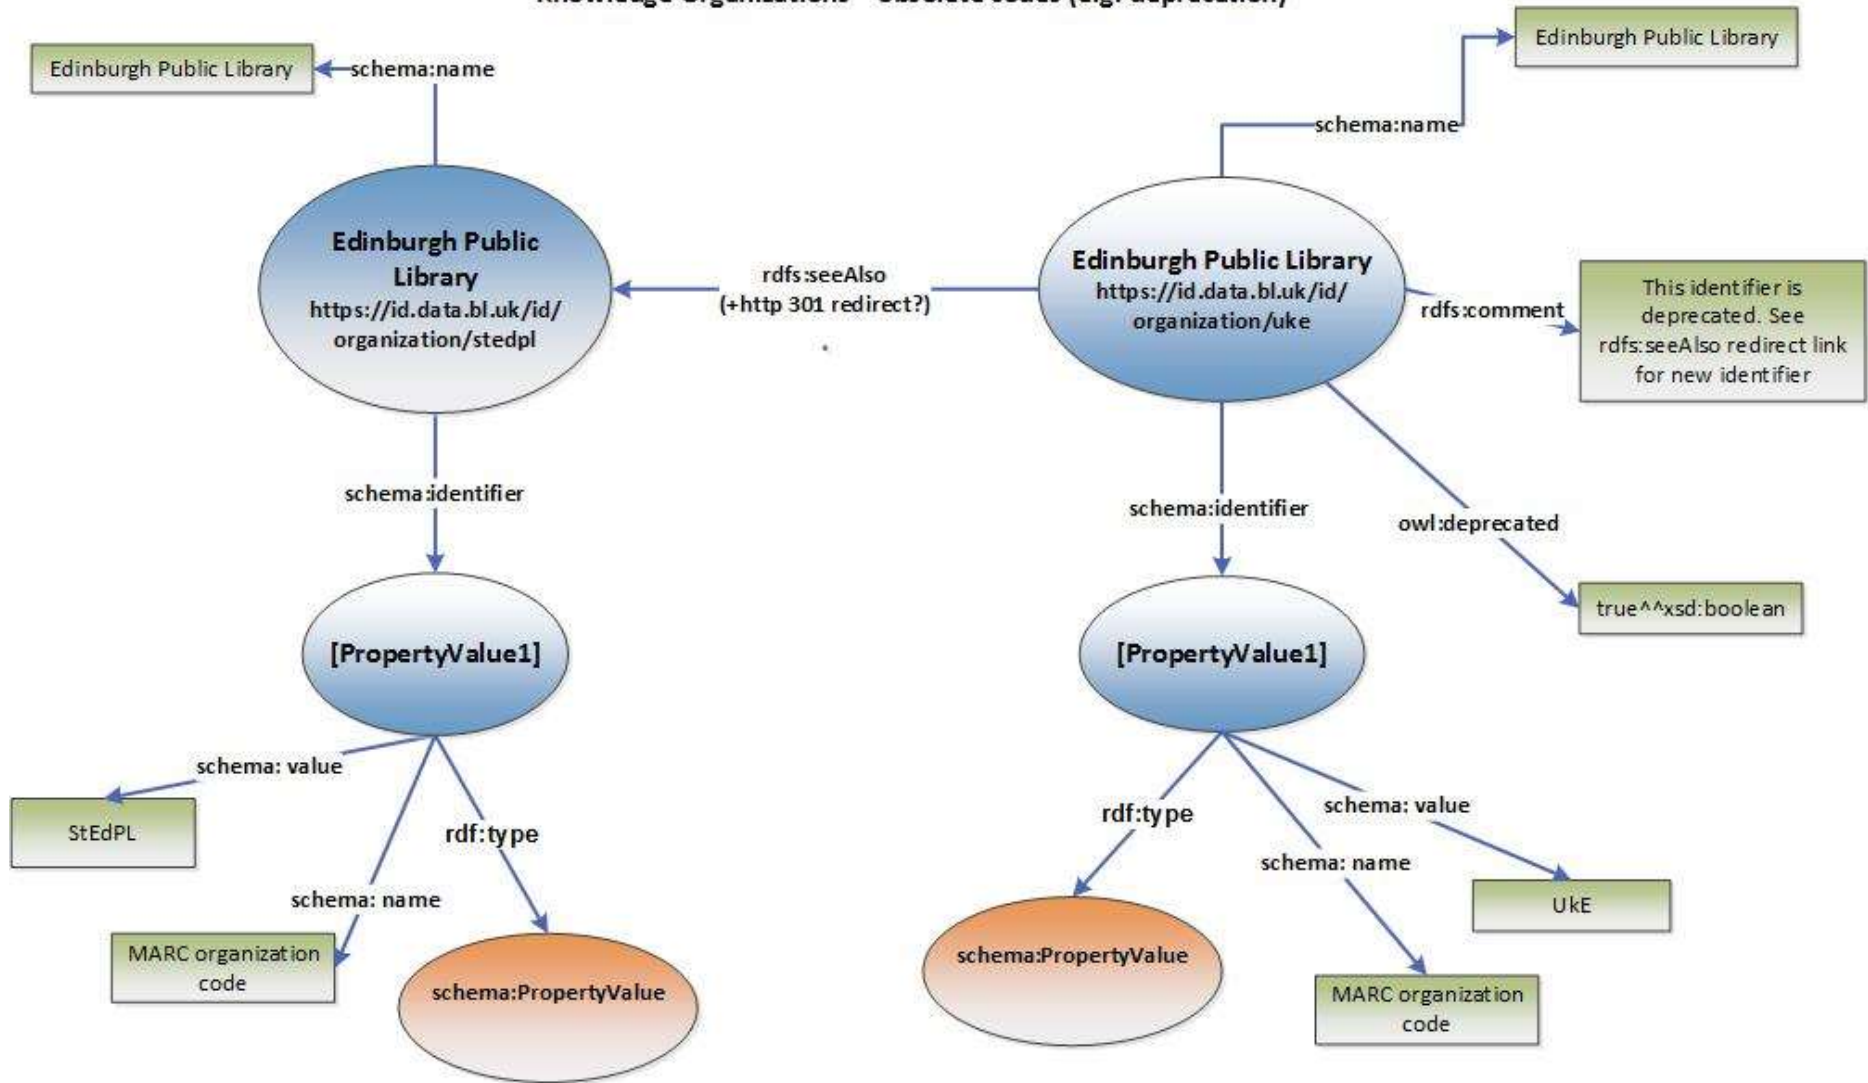 Edinburgh Public Library
schema:name
Edinburgh Public Library
schema:name
Edinburgh Public
Library
https://id.data.bl.uk/id/
organization/stedpl
rdfs:seeAlso
(+http 301 redirect?)
Edinburgh Public Library
https://id.data.bl.uk/id/
organization/uke
rdfs:comment
This identifier is
deprecated. See
rdfs:seeAlso redirect link
for new identifier
schema:identifier
schema:identifier
owl:deprecated
true^^xsd:boolean
[PropertyValue1]
[PropertyValue1]
schema: value
StEdPL
rdf:type
schema: name
MARC organization
code
schema:PropertyValue
rdf:type
schema: value
schema: name
UkE
schema:PropertyValue
MARC organization
code